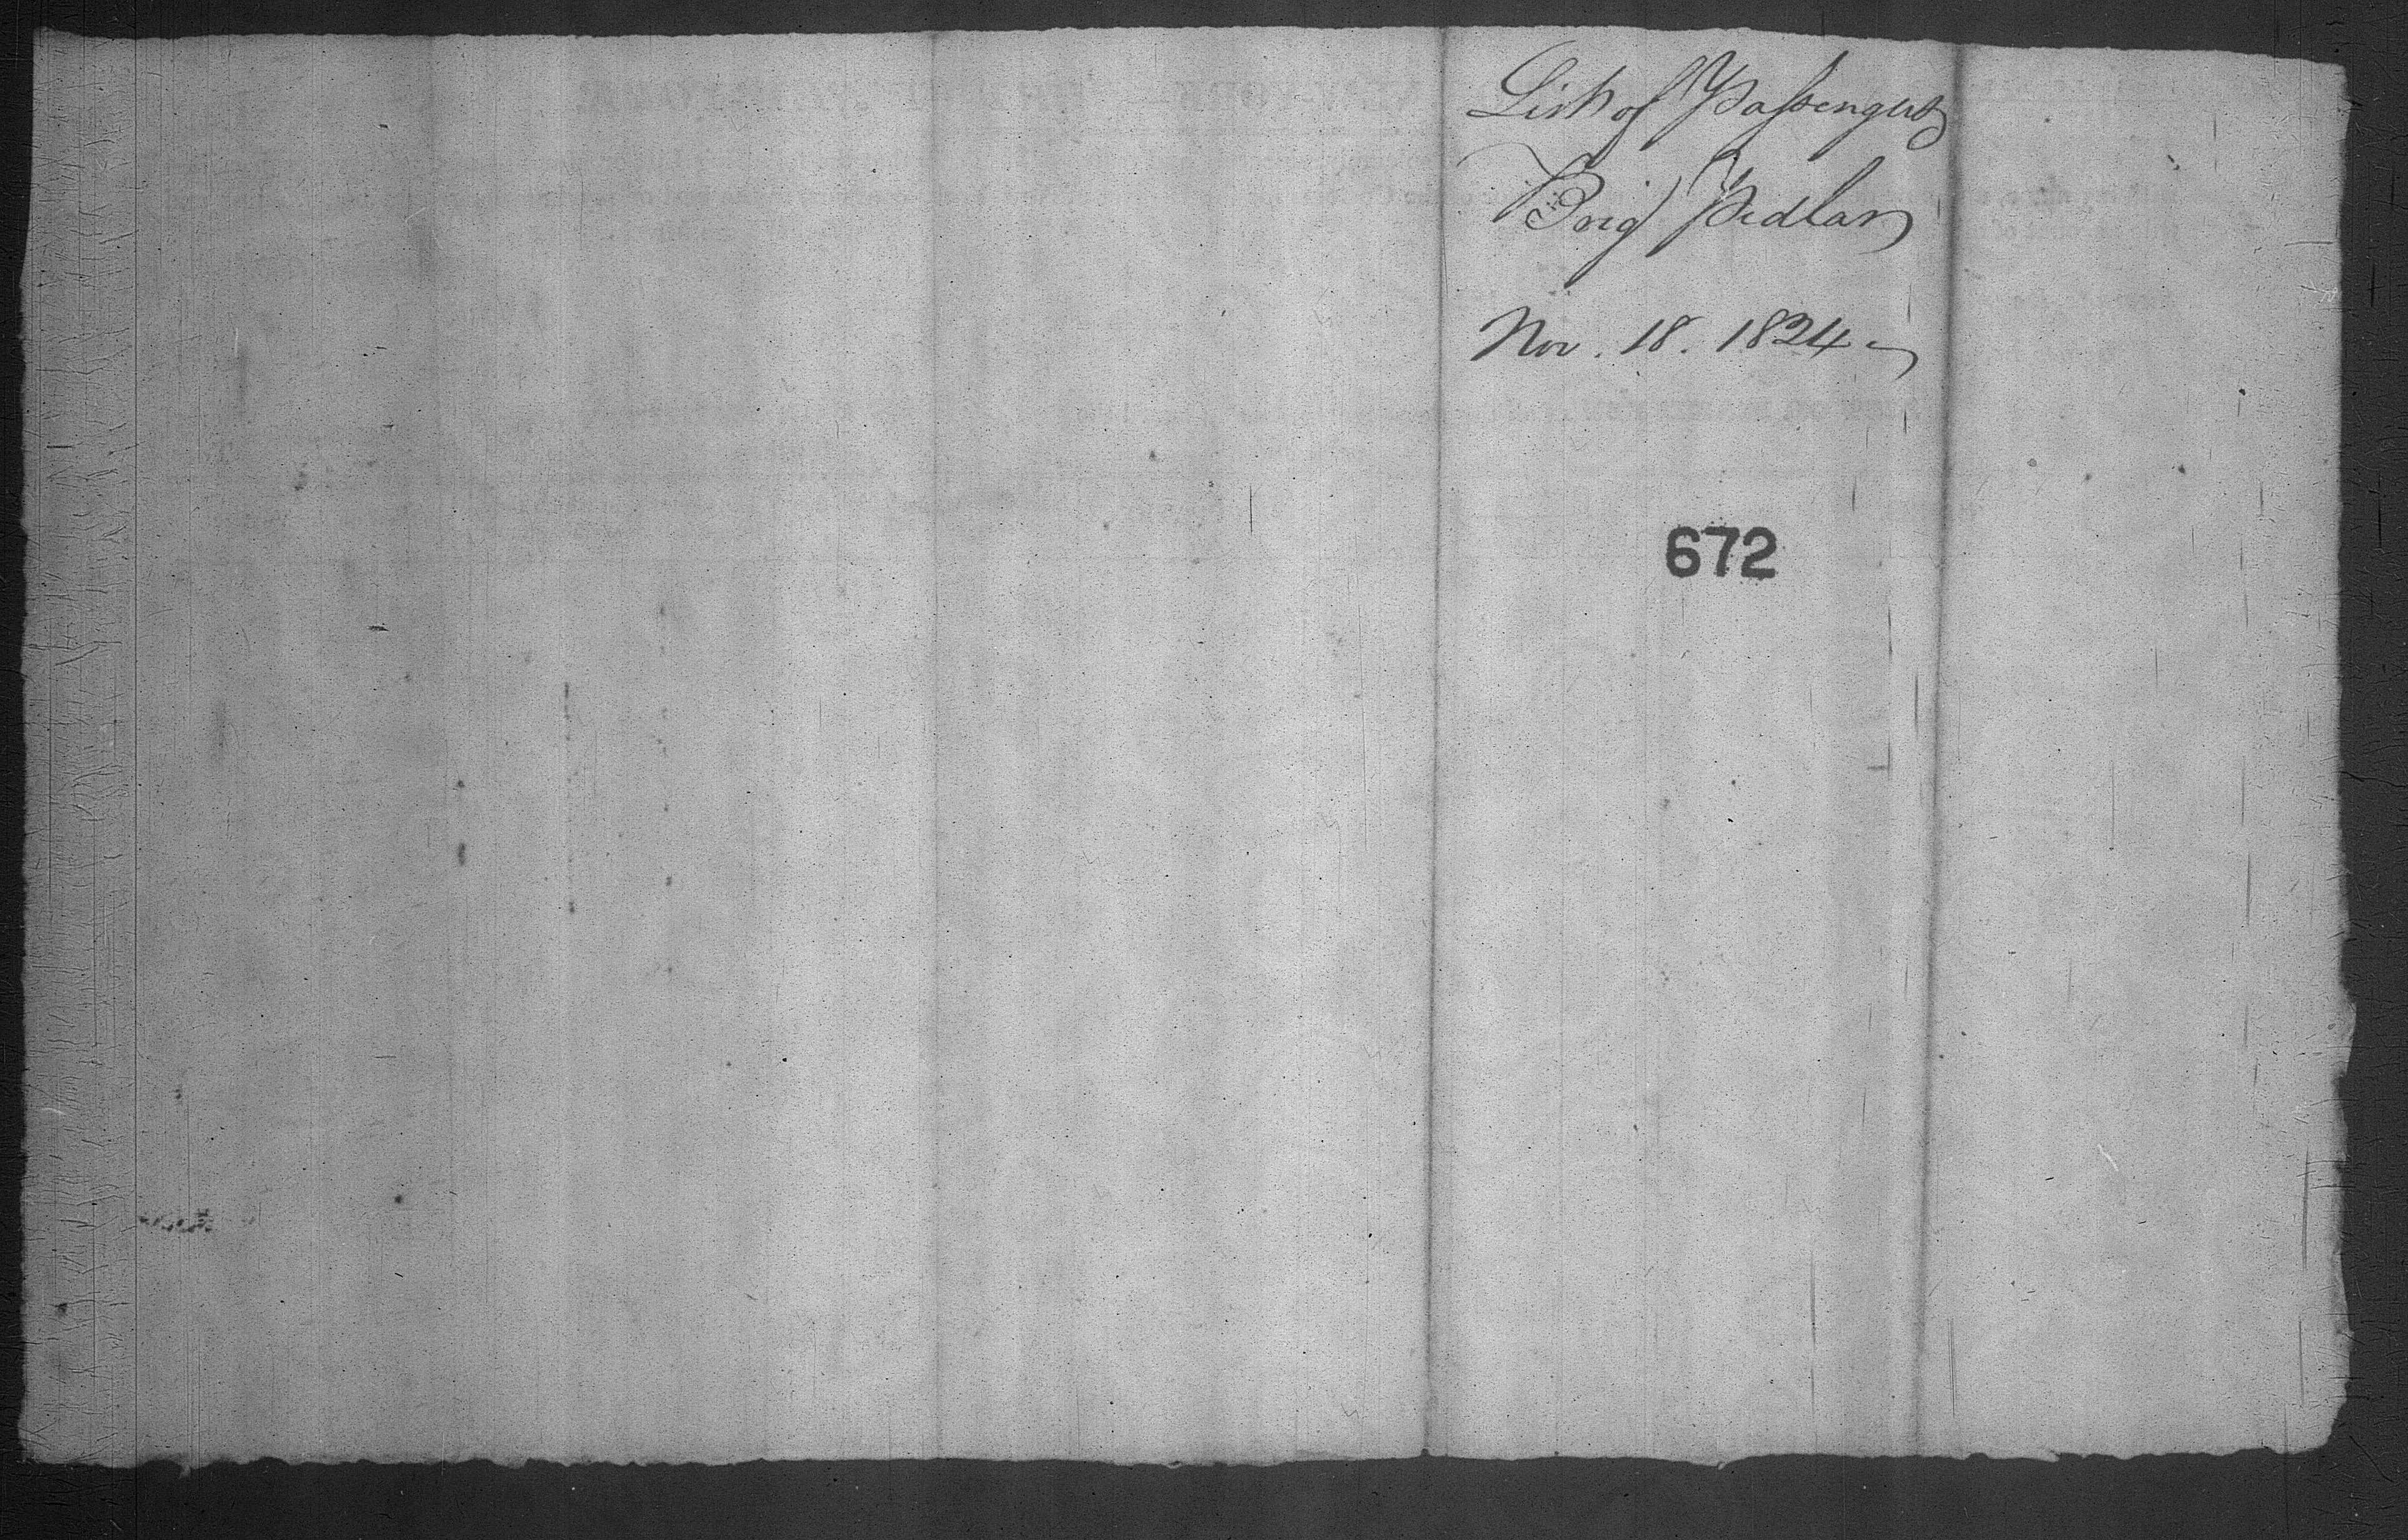 List of Passengers
Brig Pedlar
Nov. 18. 1824
672